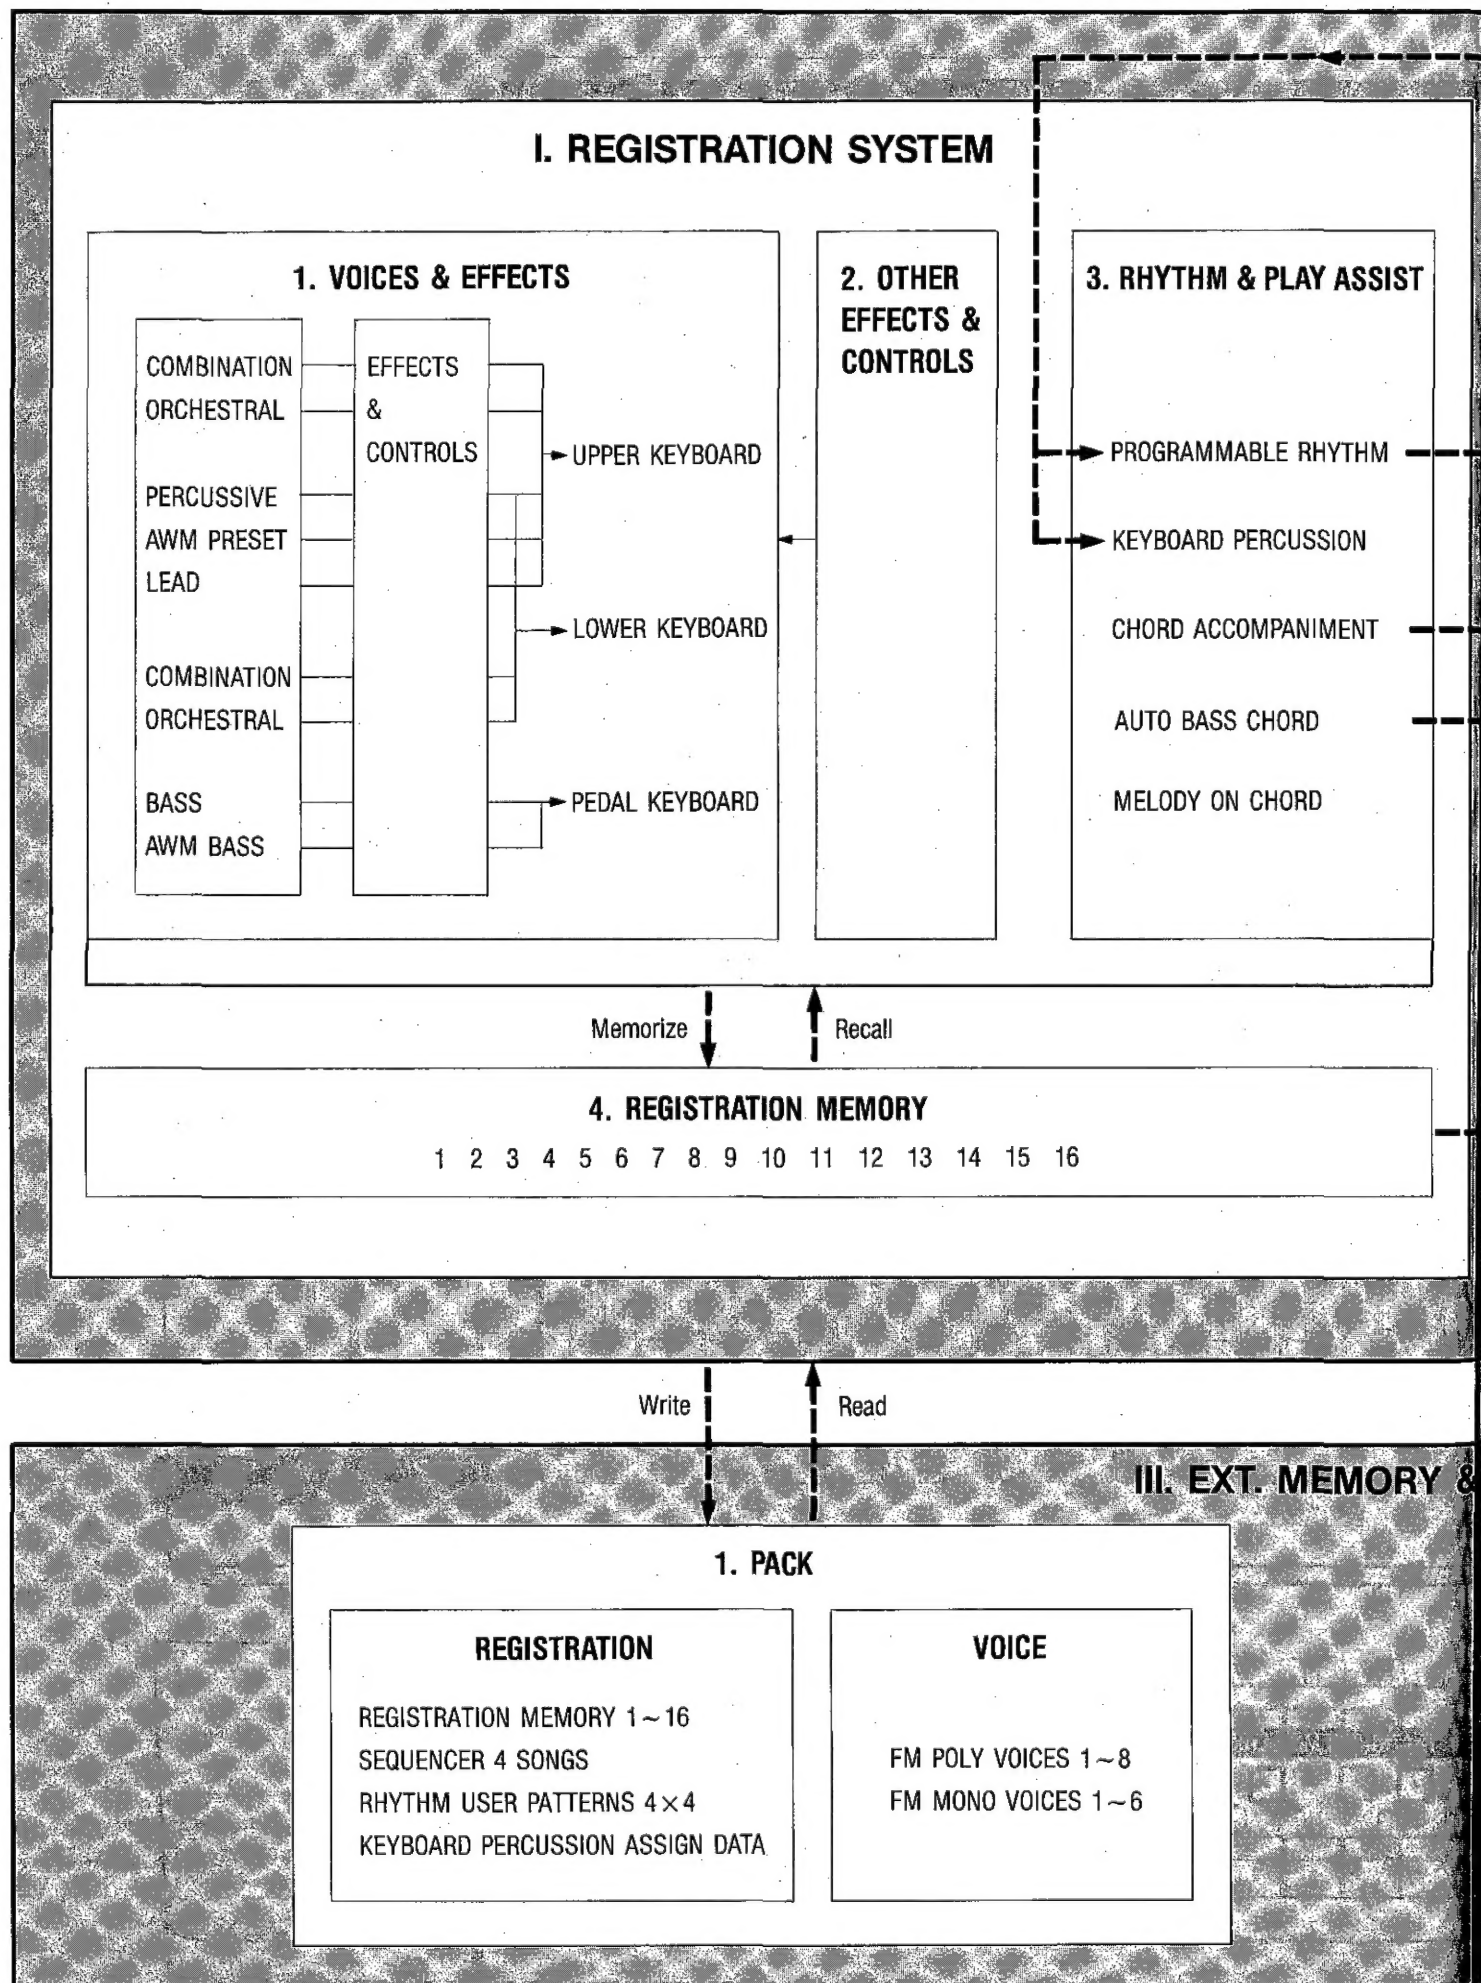 I. REGISTRATION SYSTEM
1. VOICES & EFFECTS
COMBINATION
ORCHESTRAL
PERCUSSIVE
AWM PRESET
LEAD
COMBINATION
ORCHESTRAL
BASS
AWM BASS
EFFECTS
&
CONTROLS
UPPER KEYBOARD
LOWER KEYBOARD
PEDAL KEYBOARD
2. OTHER
EFFECTS &
CONTROLS
3. RHYTHM & PLAY ASSIST
PROGRAMMABLE RHYTHM
KEYBOARD PERCUSSION
CHORD ACCOMPANIMENT
AUTO BASS CHORD
MELODY ON CHORD
Memorize
Recall
4. REGISTRATION MEMORY
1 2 3 4 5 6 7 8 9 10 11 12 13 14 15 16
Write
Read
III. EXT. MEMORY &
1. PACK
REGISTRATION
REGISTRATION MEMORY 1~16
SEQUENCER 4 SONGS
RHYTHM USER PATTERNS 4×4
KEYBOARD PERCUSSION ASSIGN DATA
VOICE
FM POLY VOICES 1~8
FM MONO VOICES 1~6